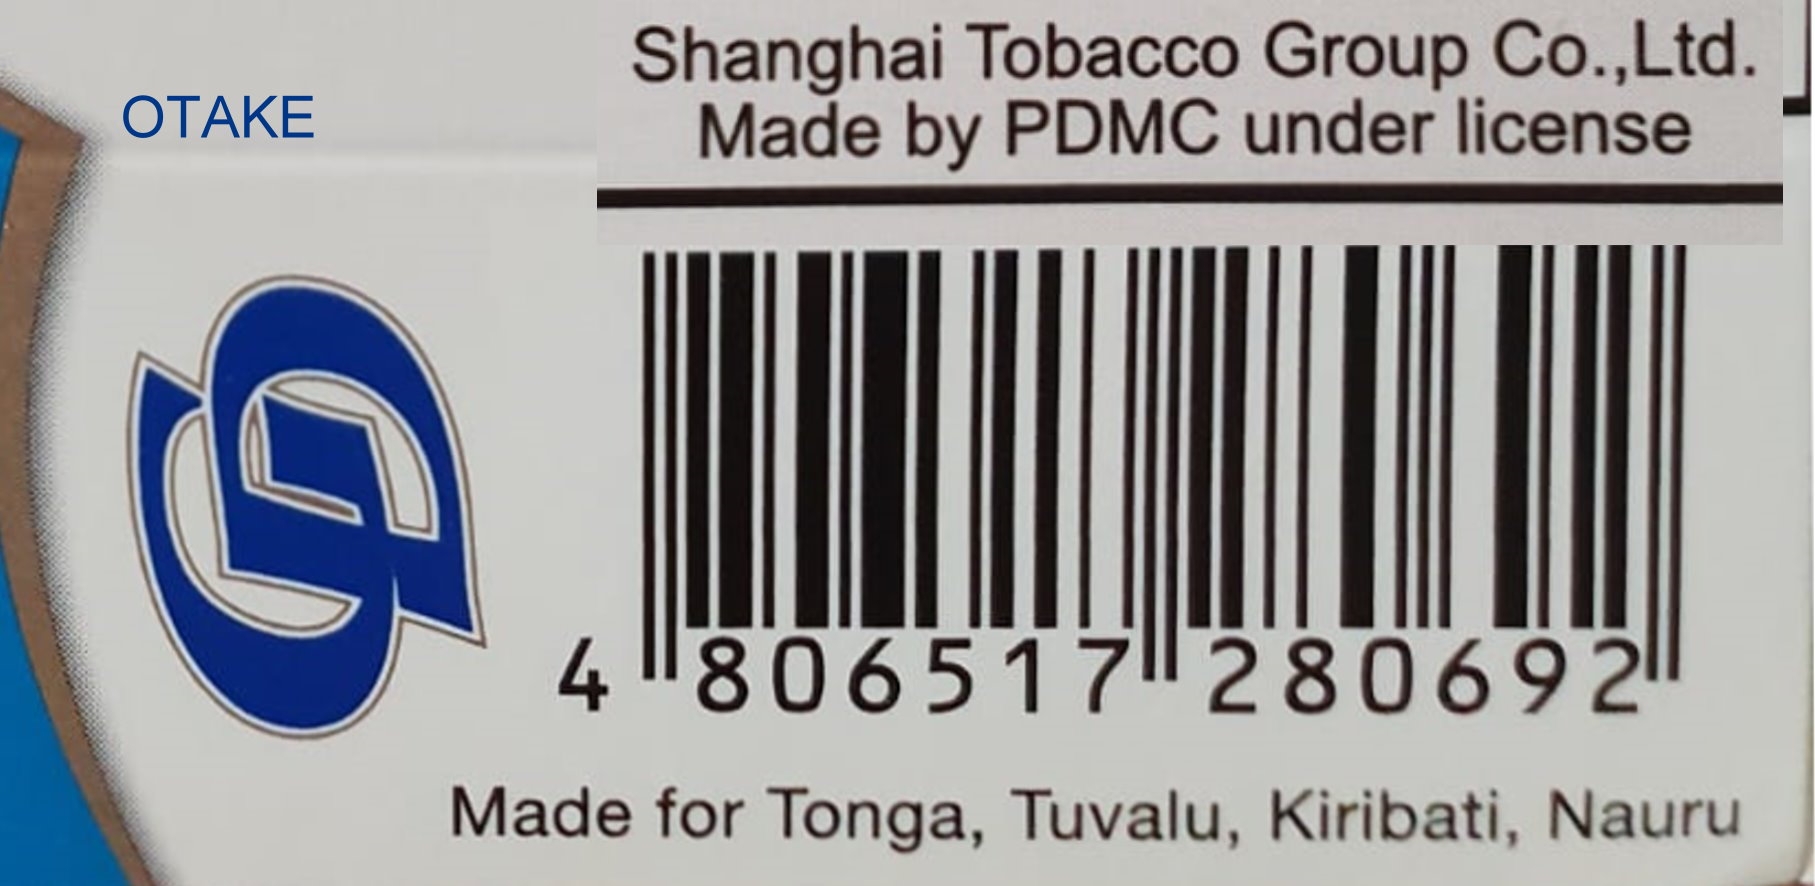 Shanghai Tobacco Group Co.,Ltd.
Made by PDMC under license
OTAKE
4 806517 280692
Made for Tonga, Tuvalu, Kiribati, Nauru